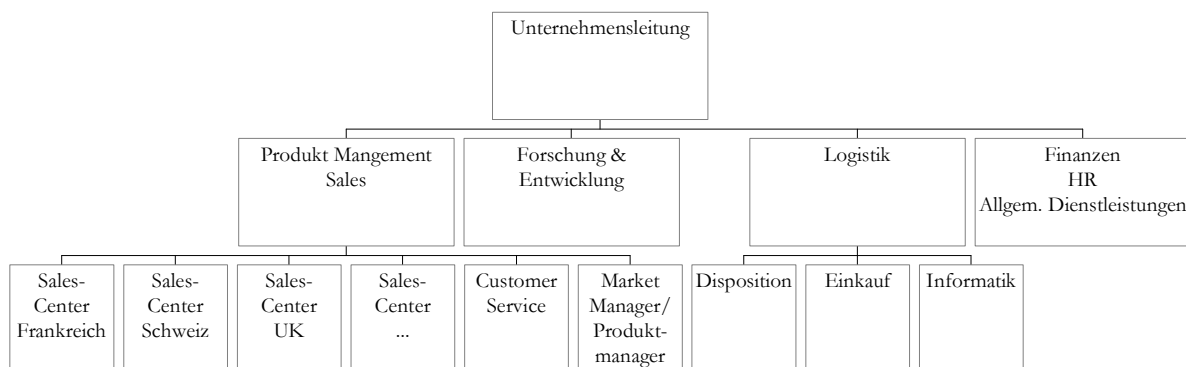 Unternehmensleitung
Produkt Mangement
Sales
Forschung &
Entwicklung
Logistik
Finanzen
HR
Allgem. Dienstleistungen
Sales-
Center
Frankreich
Sales-
Center
Schweiz
Sales-
Center
UK
Sales-
Center
...
Customer
Service
Market
Manager/
Produkt-
manager
Disposition
Einkauf
Informatik